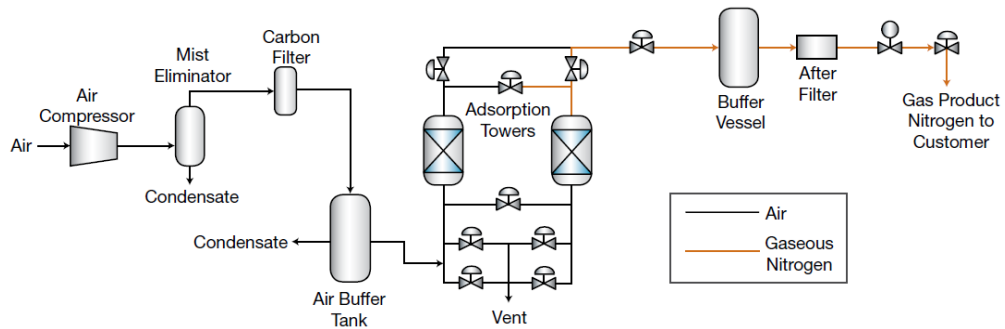 Air
Air
Compressor
Mist
Eliminator
Condensate
Carbon
Filter
Condensate
Air Buffer
Tank
Adsorption
Towers
Vent
Buffer
Vessel
After
Filter
Gas Product
Nitrogen to
Customer
Air
Gaseous
Nitrogen